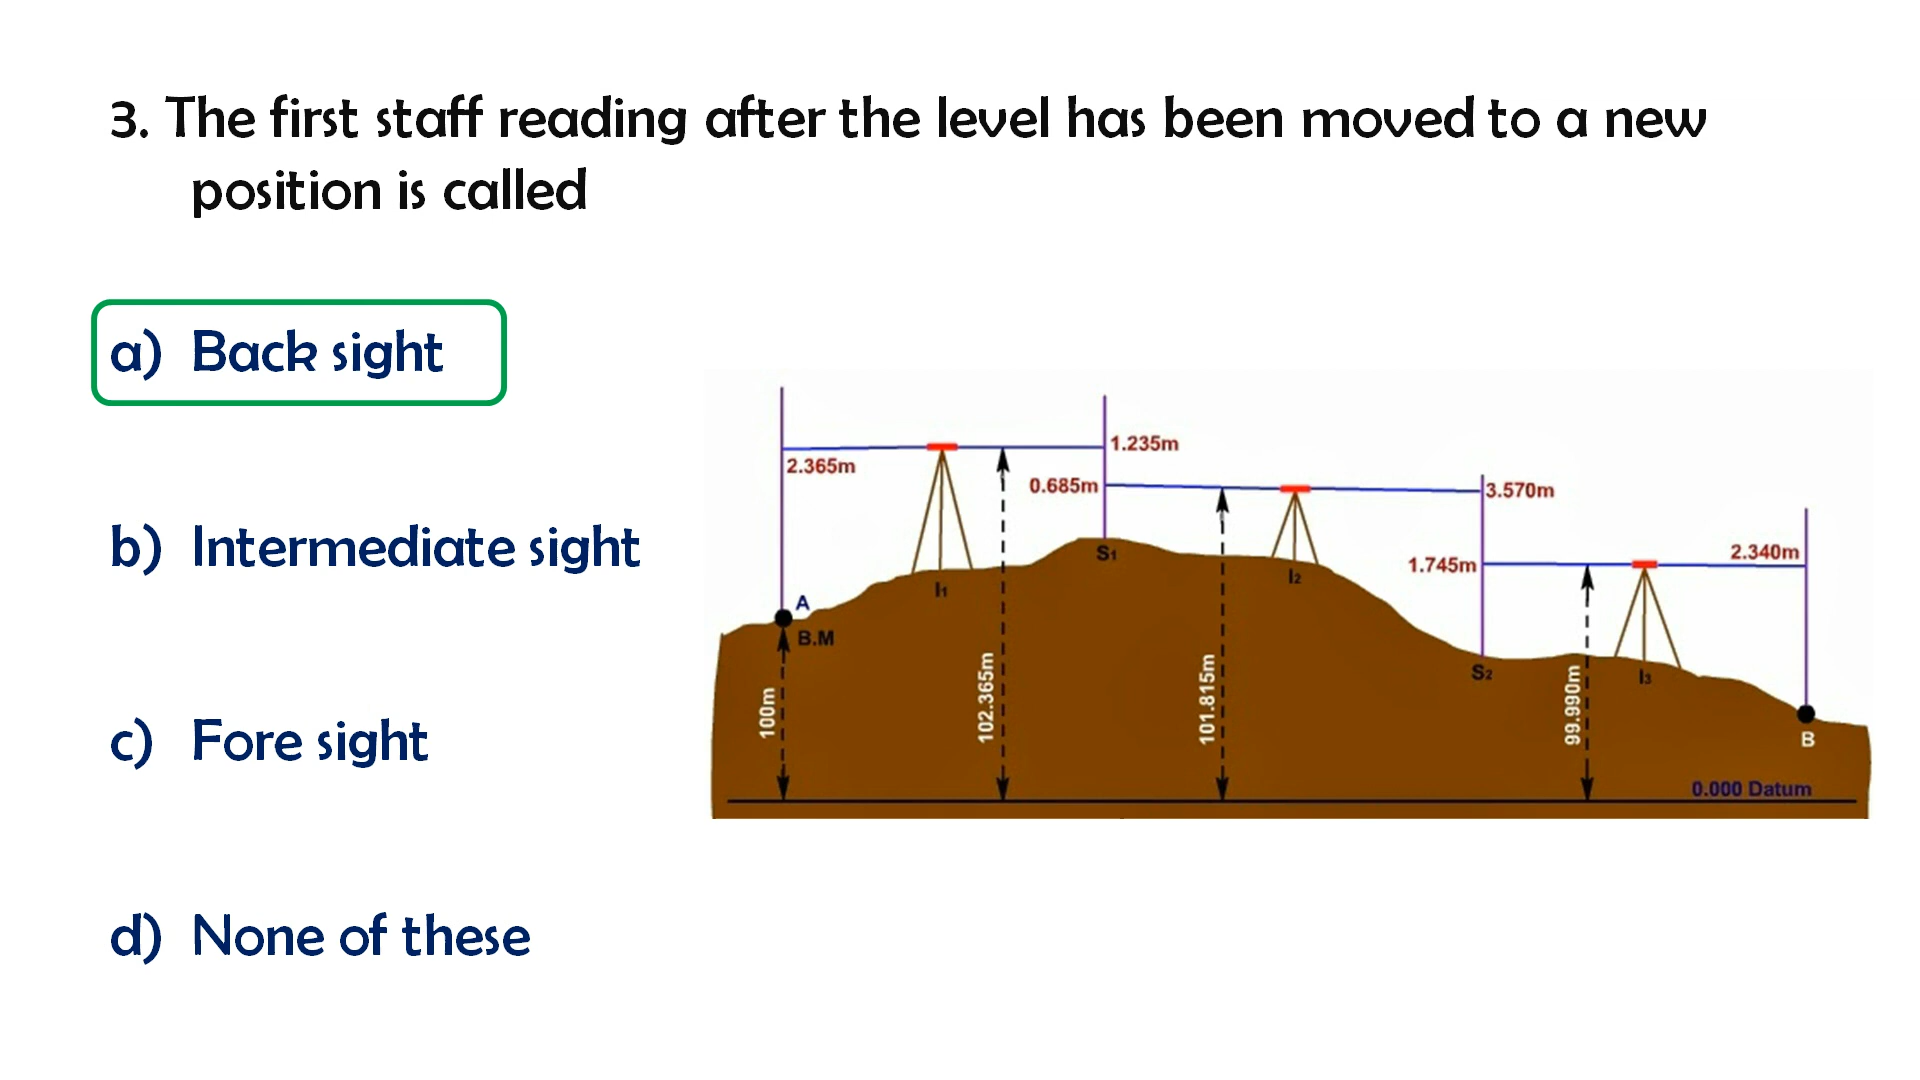 3. The first staff reading after the level has been moved to a new
position is called
a) Back sight
b) Intermediate sight
c) Fore sight
d) None of these
1.235m
2.365m
0.685m
3.570m
1.745m
2.340m
S1
I1
I2
A
B.M
S2
I3
B
100m
102.365m
101.815m
99.990m
0.000 Datum